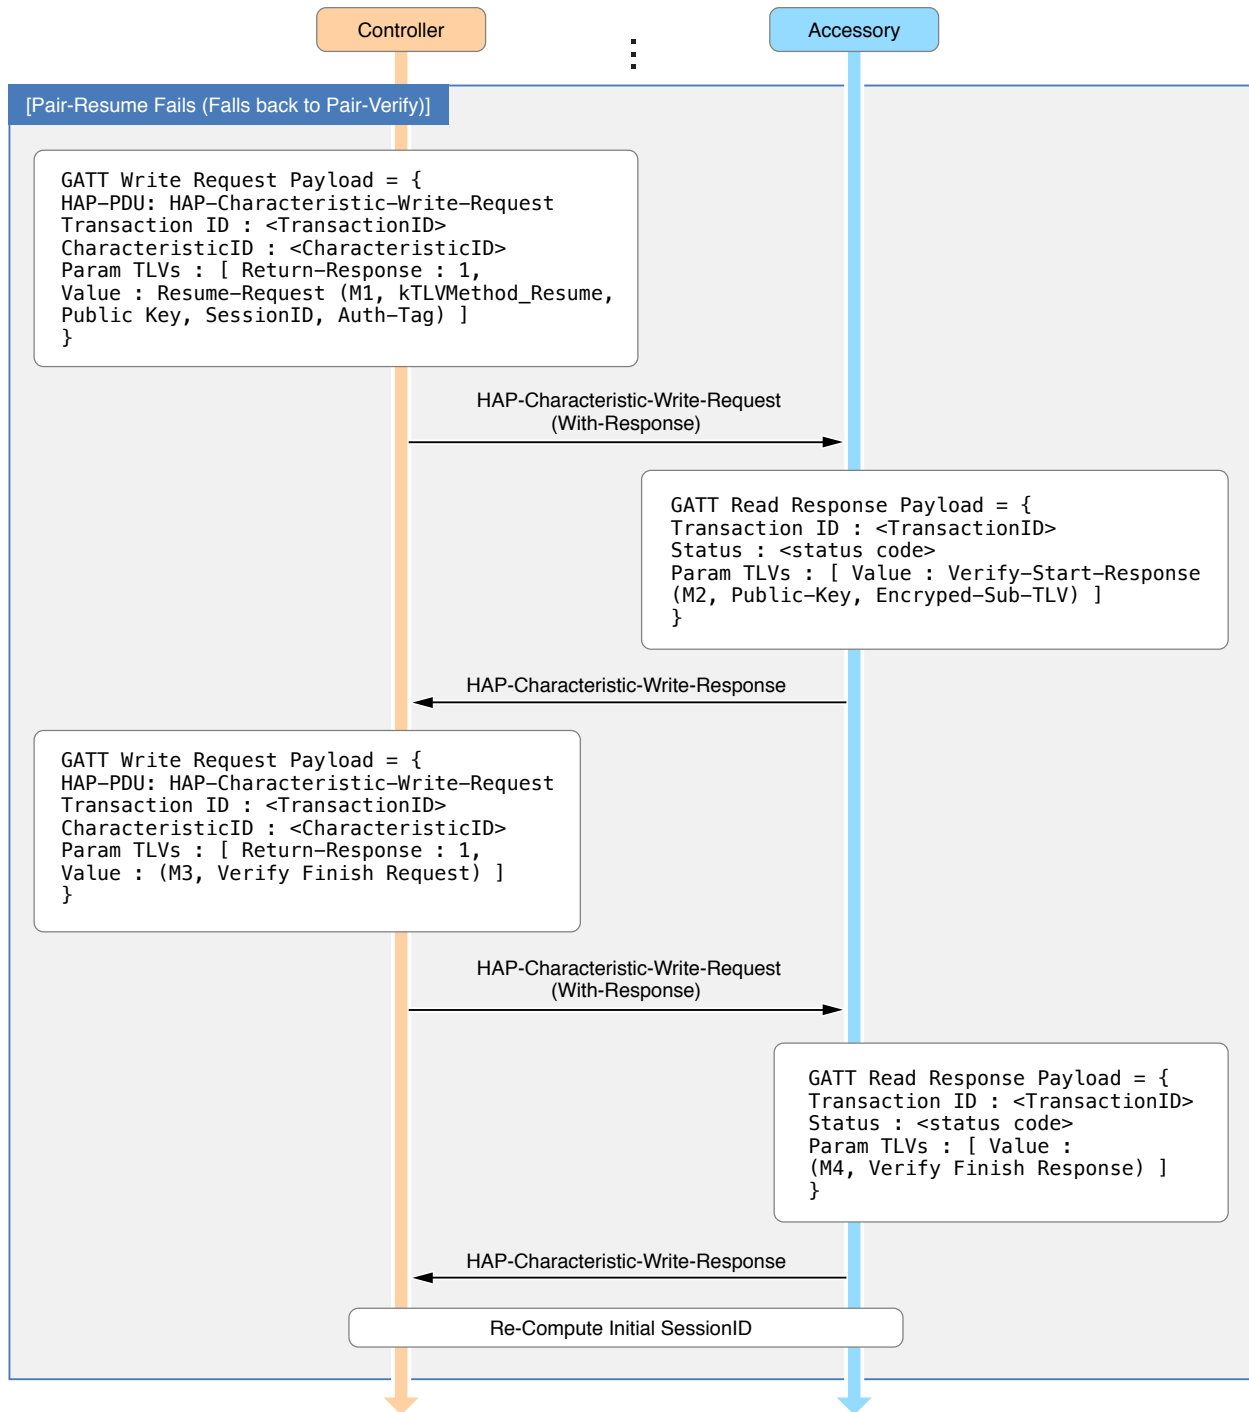 Controller
Accessory
[Pair-Resume Fails (Falls back to Pair-Verify)]
GATT Write Request Payload = {
HAP-PDU: HAP-Characteristic-Write-Request
Transaction ID : <TransactionID>
CharacteristicID : <CharacteristicID>
Param TLVs : [ Return-Response : 1,
Value : Resume-Request (M1, kTLVMethod_Resume,
Public Key, SessionID, Auth-Tag) ]
}
HAP-Characteristic-Write-Request
(With-Response)
GATT Read Response Payload = {
Transaction ID : <TransactionID>
Status : <status code>
Param TLVs : [ Value : Verify-Start-Response
(M2, Public-Key, Encryped-Sub-TLV) ]
}
HAP-Characteristic-Write-Response
GATT Write Request Payload = {
HAP-PDU: HAP-Characteristic-Write-Request
Transaction ID : <TransactionID>
CharacteristicID : <CharacteristicID>
Param TLVs : [ Return-Response : 1,
Value : (M3, Verify Finish Request) ]
}
HAP-Characteristic-Write-Request
(With-Response)
GATT Read Response Payload = {
Transaction ID : <TransactionID>
Status : <status code>
Param TLVs : [ Value :
(M4, Verify Finish Response) ]
}
HAP-Characteristic-Write-Response
Re-Compute Initial SessionID